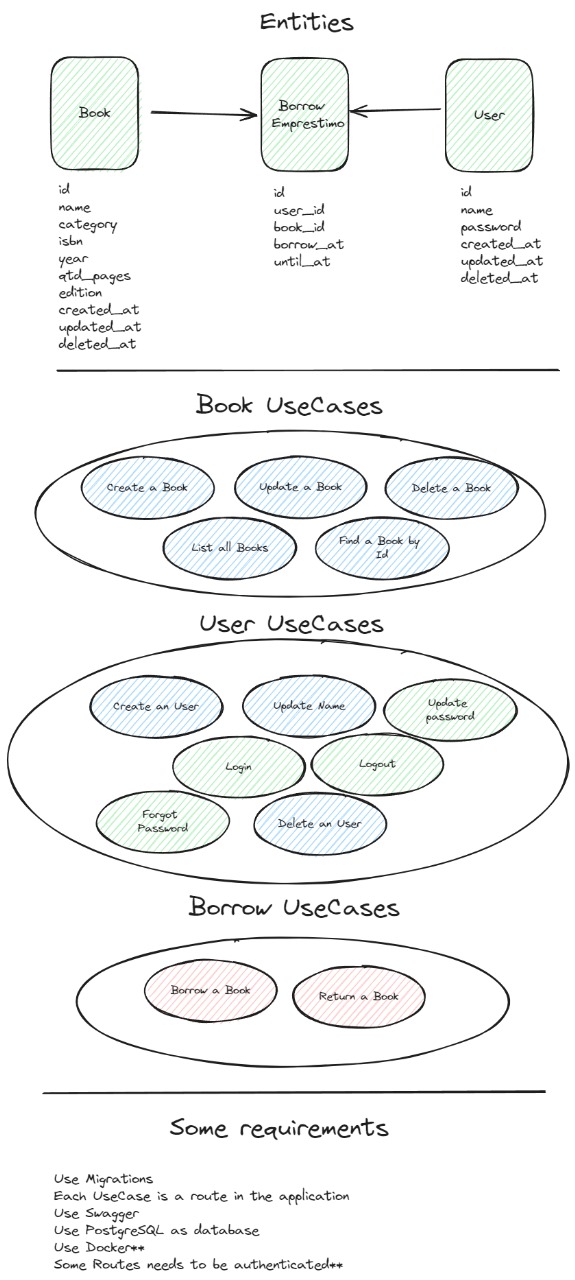 Entities
Book
Borrow
Emprestimo
User
id
name
category
isbn
year
qtd_pages
edition
created_at
updated_at
deleted_at
id
user_id
book_id
borrow_at
until_at
id
name
password
created_at
updated_at
deleted_at
Book UseCases
Create a Book
Update a Book
Delete a Book
List all Books
Find a Book by
Id
User UseCases
Create an User
Update Name
Update
password
Login
Logout
Forgot
Password
Delete an User
Borrow UseCases
Borrow a Book
Return a Book
Some requirements
Use Migrations
Each UseCase is a route in the application
Use Swagger
Use PostgreSQL as database
Use Docker**
Some Routes needs to be authenticated**